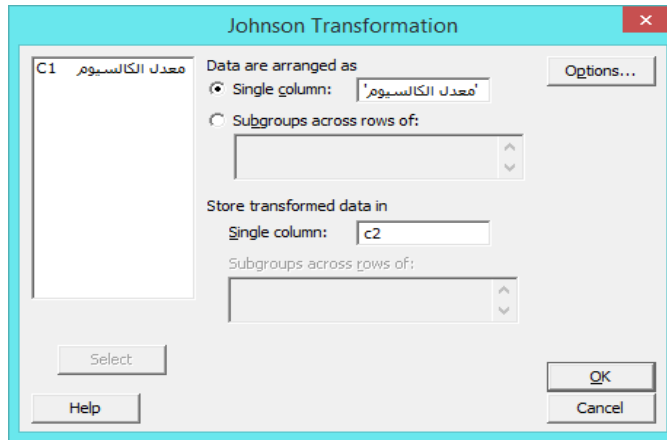 Johnson Transformation
C1 معدل الكالسيوم
Data are arranged as
Single column: 'معدل الكالسيوم'
Subgroups across rows of:
Store transformed data in
Single column: c2
Subgroups across rows of:
Options...
Select
Help
OK
Cancel